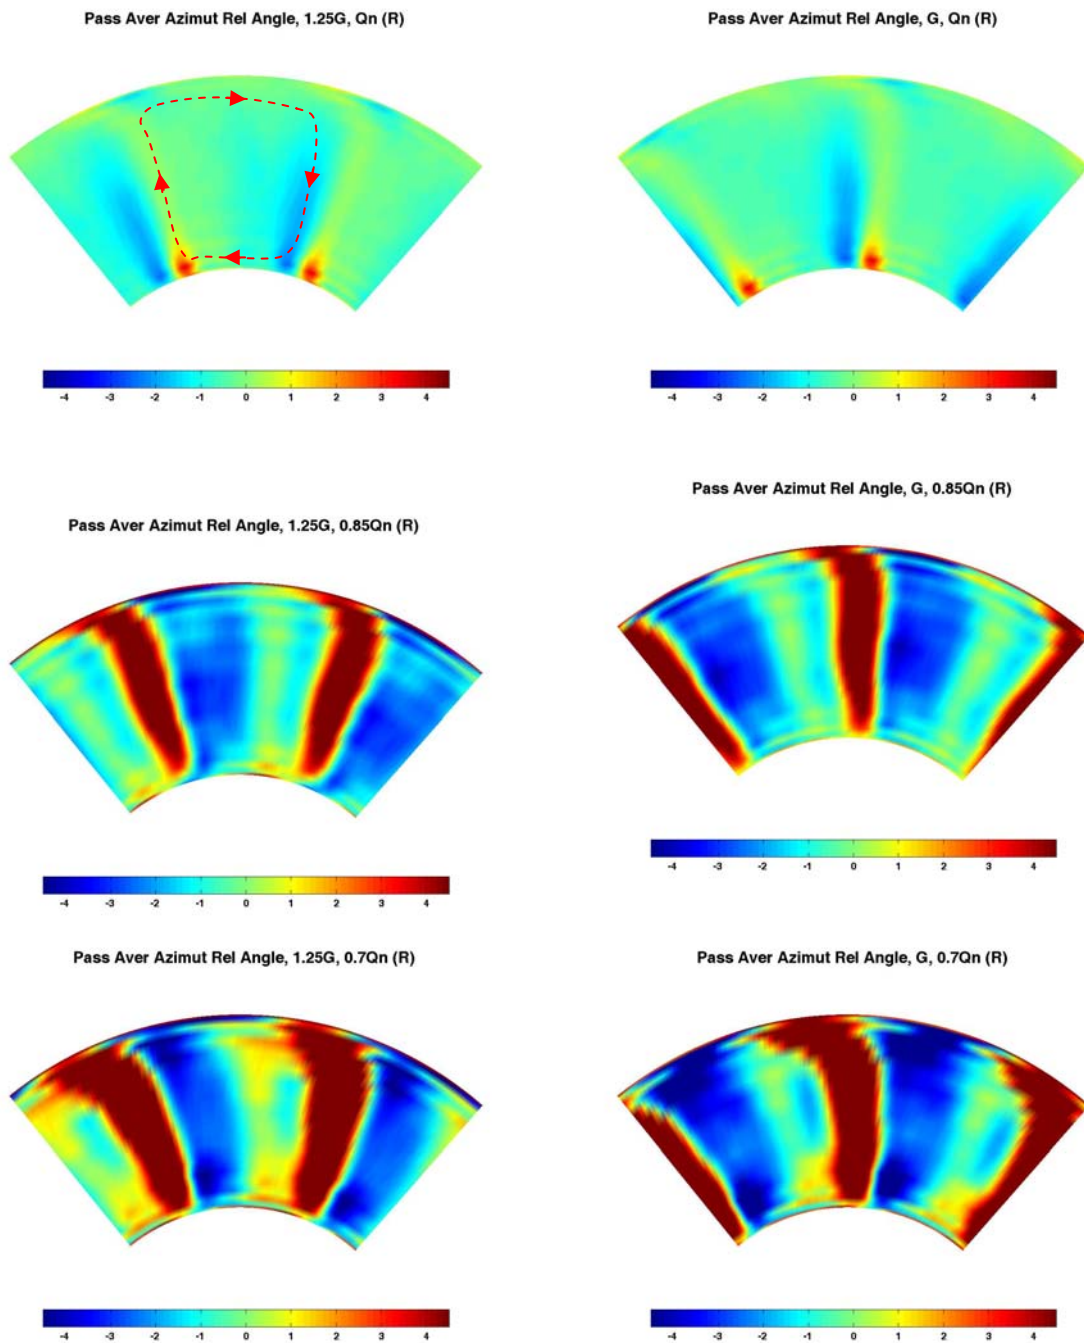 Pass Aver Azimut Rel Angle, 1.25G, Qn (R)
-4 -3 -2 -1 0 1 2 3 4
Pass Aver Azimut Rel Angle, G, Qn (R)
-4 -3 -2 -1 0 1 2 3 4
Pass Aver Azimut Rel Angle, 1.25G, 0.85Qn (R)
-4 -3 -2 -1 0 1 2 3 4
Pass Aver Azimut Rel Angle, G, 0.85Qn (R)
-4 -3 -2 -1 0 1 2 3 4
Pass Aver Azimut Rel Angle, 1.25G, 0.7Qn (R)
-4 -3 -2 -1 0 1 2 3 4
Pass Aver Azimut Rel Angle, G, 0.7Qn (R)
-4 -3 -2 -1 0 1 2 3 4